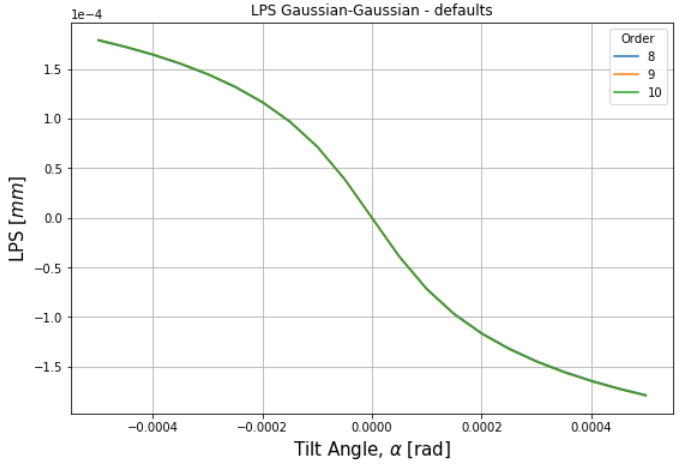 LPS Gaussian-Gaussian - defaults
1e−4
Order
8
9
10
1.5
1.0
0.5
0.0
−0.5
−1.0
−1.5
LPS [mm]
−0.0004 −0.0002 0.0000 0.0002 0.0004
Tilt Angle, α [rad]